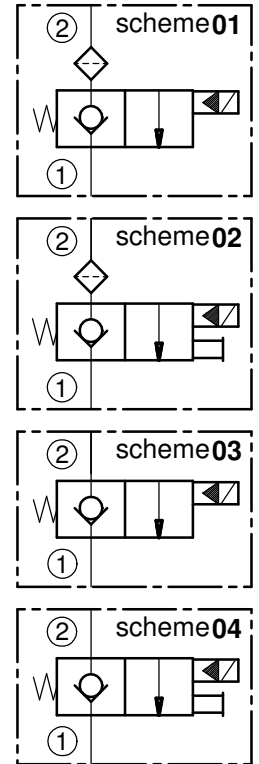 ② scheme01
①
② scheme02
①
② scheme03
①
② scheme04
①